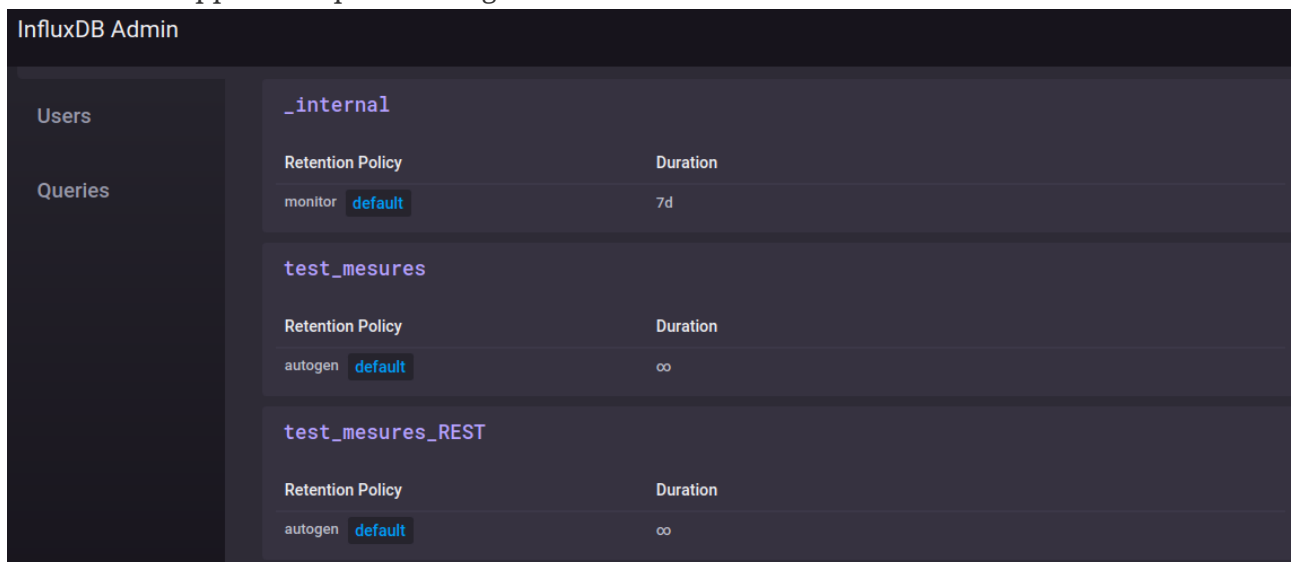 InfluxDB Admin
Users
Queries
_internal
Retention Policy Duration
monitor default 7d
test_mesures
Retention Policy Duration
autogen default ∞
test_mesures_REST
Retention Policy Duration
autogen default ∞